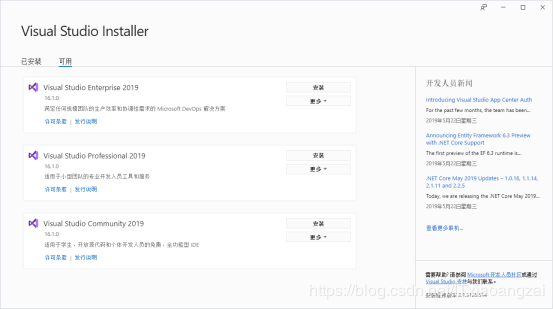 Visual Studio Installer
已安装
可用
Visual Studio Enterprise 2019
16.1.0
满足任何规模团队的生产效率和协调性需求的 Microsoft DevOps 解决方案
许可条款 | 发行说明
安装
更多
Visual Studio Professional 2019
16.1.0
适用于小型团队的专业开发人员工具和服务
许可条款 | 发行说明
安装
更多
Visual Studio Community 2019
16.1.0
适用于学生、开放源代码和个体开发人员的免费、全功能型 IDE
许可条款 | 发行说明
安装
更多
开发人员新闻
Introducing Visual Studio App Center Auth
For the past few months, the team has been...
2019年5月22日星期三
Announcing Entity Framework 6.3 Preview
with .NET Core Support
The first preview of the EF 6.3 runtime is...
2019年5月22日星期三
.NET Core May 2019 Updates – 1.0.16, 1.1.14,
2.1.11 and 2.2.5
Today, we are releasing the .NET Core May 2019...
2019年5月22日星期三
查看更多联机...
需要帮助? 请参阅 Microsoft 开发人员社区或通过
Visual Studio 支持与我们联系。
安装程序版本
https://blog.csdn.net/